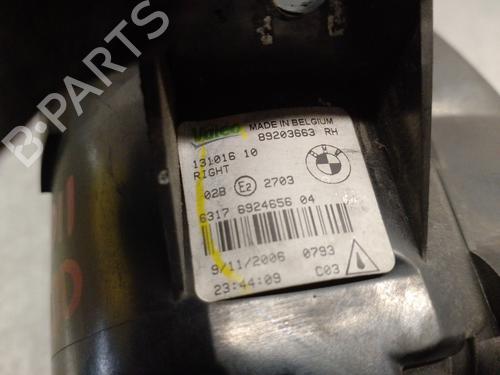 B-PARTS
Valeo MADE IN BELGIUM
89203663 RH
131016 10
RIGHT
02B E2 2703
6317 6924656 04
9/11/2006 0793
23:44:09 C03